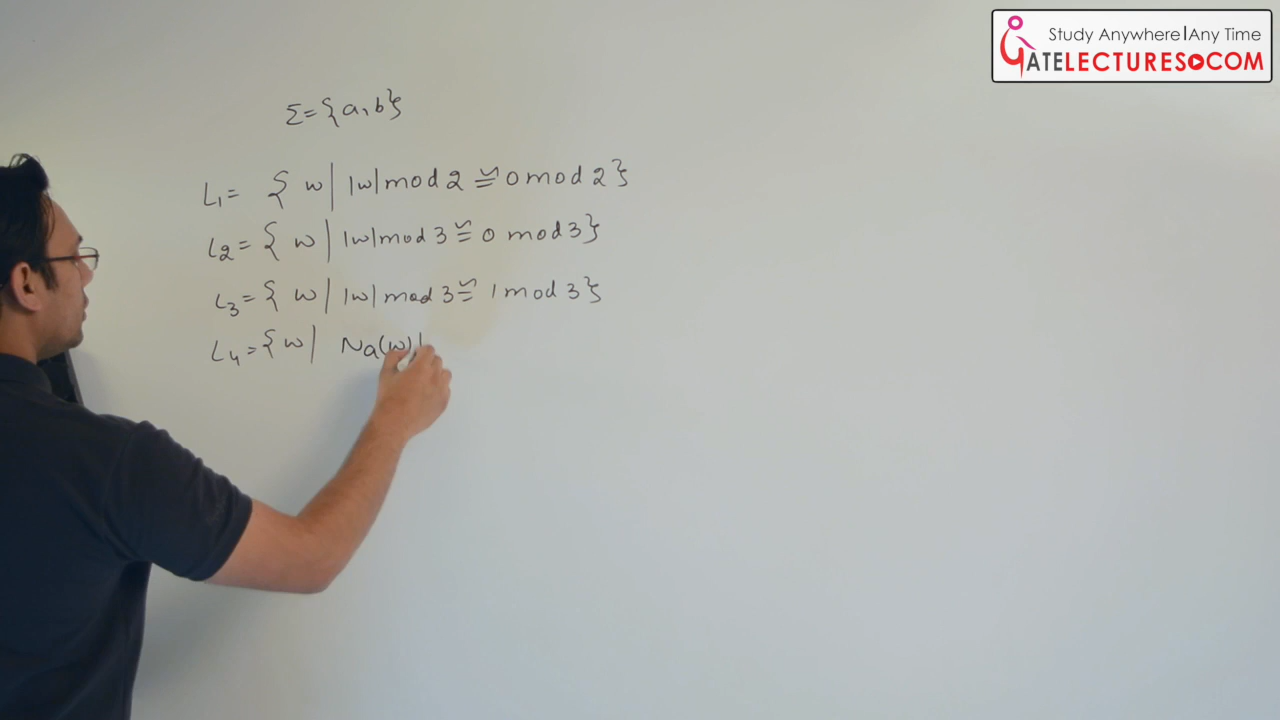 Study Anywhere|Any Time
GATELECTURES.COM
Σ={a,b}
L₁= { w | |w|mod 2 ≅ 0 mod 2}
L₂={ w | |w|mod 3 ≅ 0 mod 3}
L₃={ w | |w| mod 3 ≅ 1 mod 3}
L₄={w | Na(w)